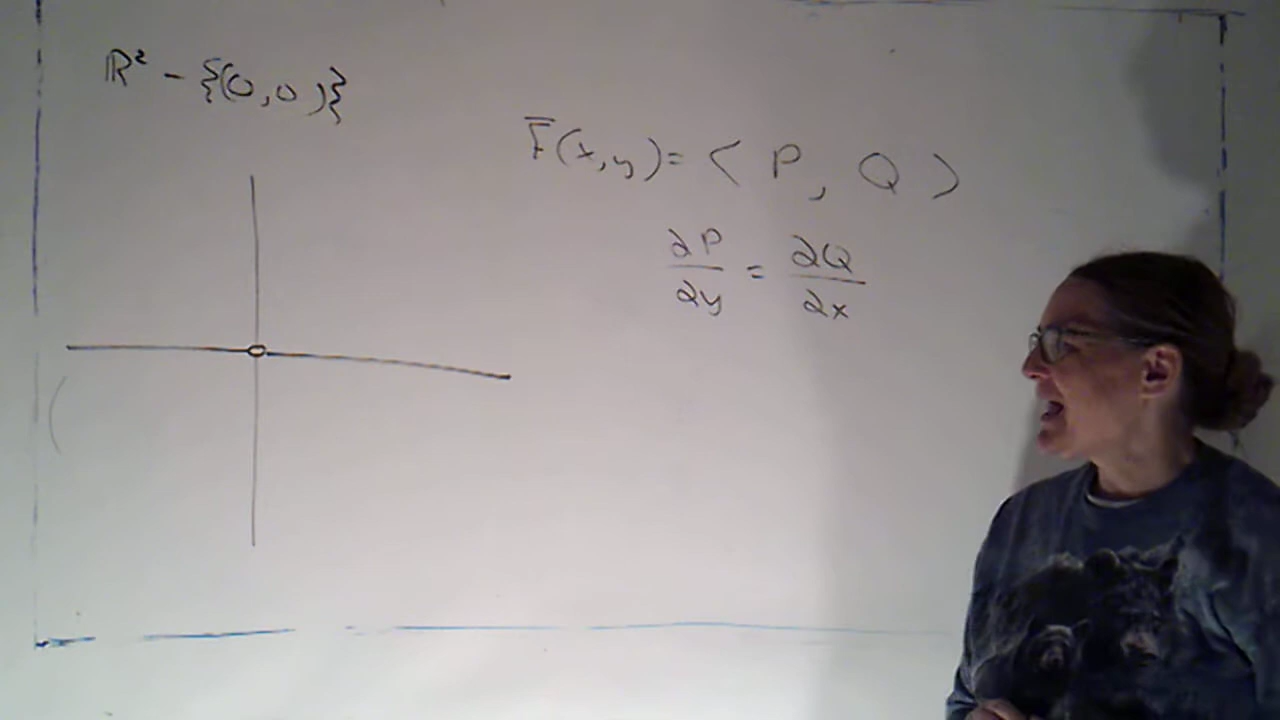 ℝ² - {(0,0)}
F̅(x,y) = ⟨ P, Q ⟩
∂P/∂y = ∂Q/∂x